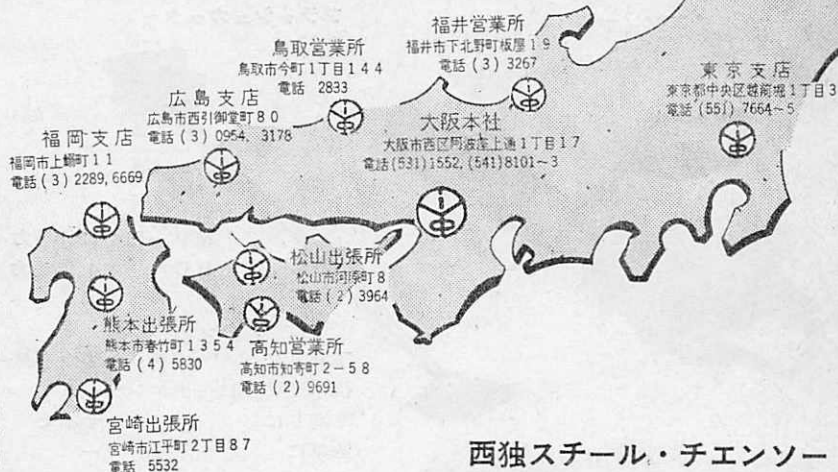 福井営業所
福井市下北野町板屋19
電話(3)3267
鳥取営業所
鳥取市今町1丁目144
電話 2833
東京支店
東京都中央区越前堀1丁目3
電話(551)7664~5
広島支店
広島市西引御堂町80
電話(3)0954, 3178
大阪本社
大阪市西区阿波座上通1丁目17
電話(531)1552,(541)8101~3
福岡支店
福岡市上鰯町11
電話(3)2289,6669
松山出張所
松山市河原町8
電話(2)3964
熊本出張所
熊本市春竹町1354
電話(4)5830
高知営業所
高知市知寄町2-58
電話(2)9691
宮崎出張所
宮崎市江平町2丁目87
電話 5532
西独スチール・チエンソー